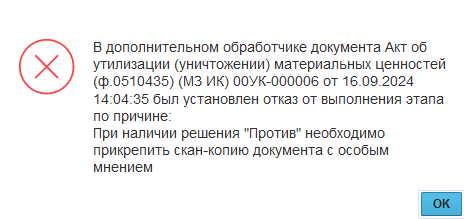 В дополнительном обработчике документа Акт об
утилизации (уничтожении) материальных ценностей
(ф.0510435) (МЗ ИК) 00УК-000006 от 16.09.2024
14:04:35 был установлен отказ от выполнения этапа
по причине:
При наличии решения "Против" необходимо
прикрепить скан-копию документа с особым
мнением
OK